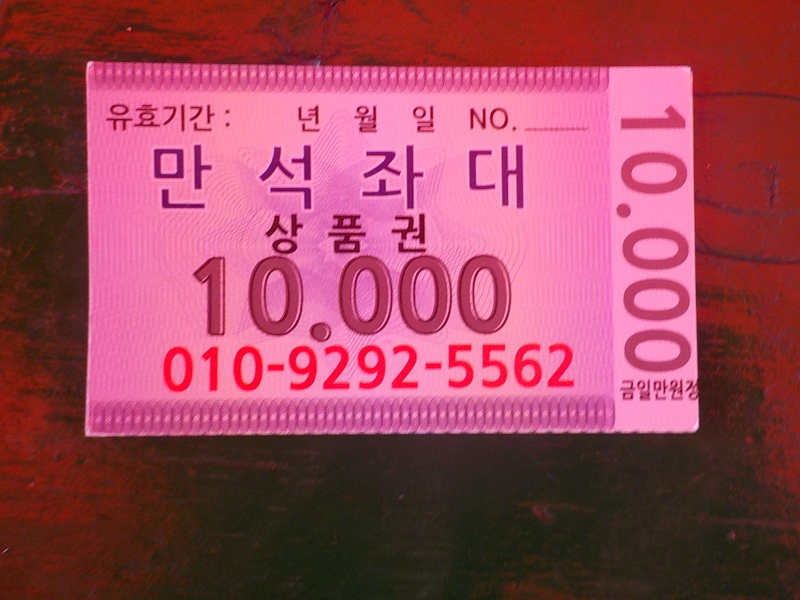 유효기간 : 년 월 일 NO.
만석좌대
상품권
10.000
010-9292-5562
10.000
금일만원정